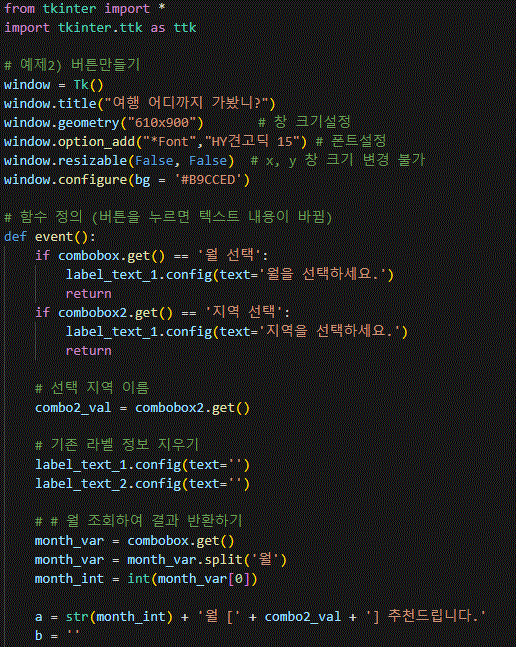 from tkinter import *
import tkinter.ttk as ttk
# 예제2) 버튼만들기
window = Tk()
window.title("여행 어디까지 가봤니?")
window.geometry("610x900") # 창 크기설정
window.option_add("*Font","HY견고딕 15") # 폰트설정
window.resizable(False, False) # x, y 창 크기 변경 불가
window.configure(bg = '#B9CCED')
# 함수 정의 (버튼을 누르면 텍스트 내용이 바뀜)
def event():
if combobox.get() == '월 선택':
label_text_1.config(text='월을 선택하세요.')
return
if combobox2.get() == '지역 선택':
label_text_1.config(text='지역을 선택하세요.')
return
# 선택 지역 이름
combo2_val = combobox2.get()
# 기존 라벨 정보 지우기
label_text_1.config(text='')
label_text_2.config(text='')
# # 월 조회하여 결과 반환하기
month_var = combobox.get()
month_var = month_var.split('월')
month_int = int(month_var[0])
a = str(month_int) + '월 [' + combo2_val + '] 추천드립니다.'
b = ''